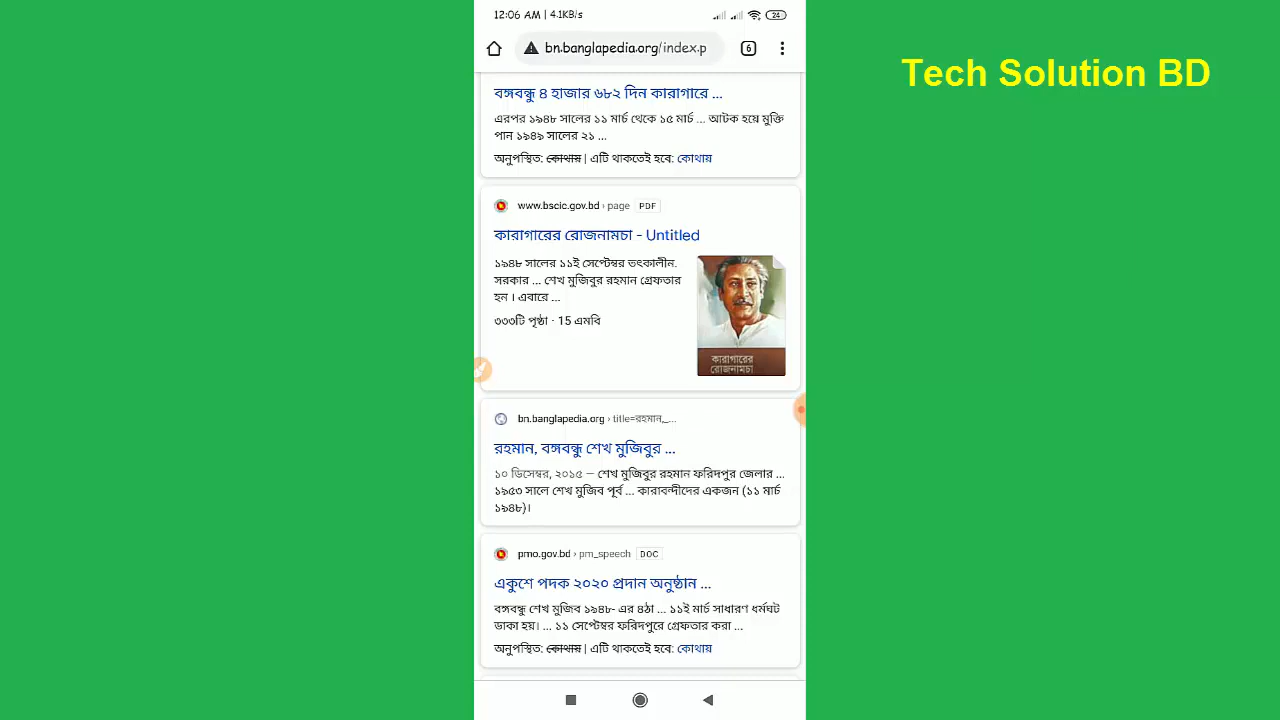 12:06 AM | 4.1KB/s
24
bn.banglapedia.org/index.p
6
Tech Solution BD
বঙ্গবন্ধু ৪ হাজার ৬৮২ দিন কারাগারে ...
এরপর ১৯৪৮ সালের ১১ মার্চ থেকে ১৫ মার্চ ... আটক হয়ে মুক্তি
পান ১৯৪৯ সালের ২১ ...
অনুপস্থিত: কোথায় | এটি থাকতেই হবে: কোথায়
www.bscic.gov.bd › page PDF
কারাগারের রোজনামচা - Untitled
১৯৪৮ সালের ১১ই সেপ্টেম্বর তৎকালীন.
সরকার ... শেখ মুজিবুর রহমান গ্রেফতার
হন । এবারে ...
৩৩৩টি পৃষ্ঠা · 15 এমবি
কারাগারের
রোজনামচা
bn.banglapedia.org › title=রহমান,_...
রহমান, বঙ্গবন্ধু শেখ মুজিবুর ...
১০ ডিসেম্বর, ২০১৫ — শেখ মুজিবুর রহমান ফরিদপুর জেলার ...
১৯৫৩ সালে শেখ মুজিব পূর্ব ... কারাবন্দীদের একজন (১১ মার্চ
১৯৪৮)।
pmo.gov.bd › pm_speech DOC
একুশে পদক ২০২০ প্রদান অনুষ্ঠান ...
বঙ্গবন্ধু শেখ মুজিব ১৯৪৮- এর ৪ঠা ... ১১ই মার্চ সাধারণ ধর্মঘট
ডাকা হয়। ... ১১ সেপ্টেম্বর ফরিদপুরে গ্রেফতার করা ...
অনুপস্থিত: কোথায় | এটি থাকতেই হবে: কোথায়